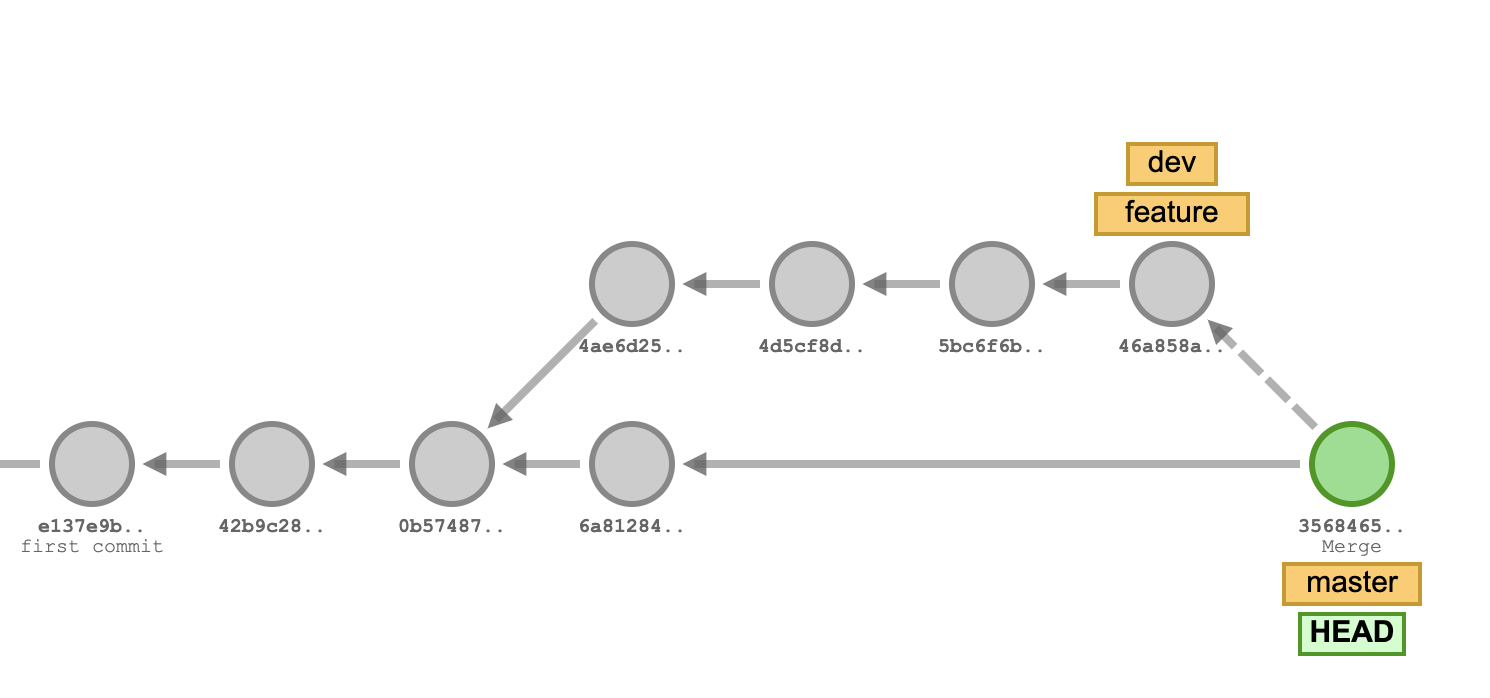 dev
feature
4ae6d25..
4d5cf8d..
5bc6f6b..
46a858a..
e137e9b..
first commit
42b9c28..
0b57487..
6a81284..
3568465..
Merge
master
HEAD